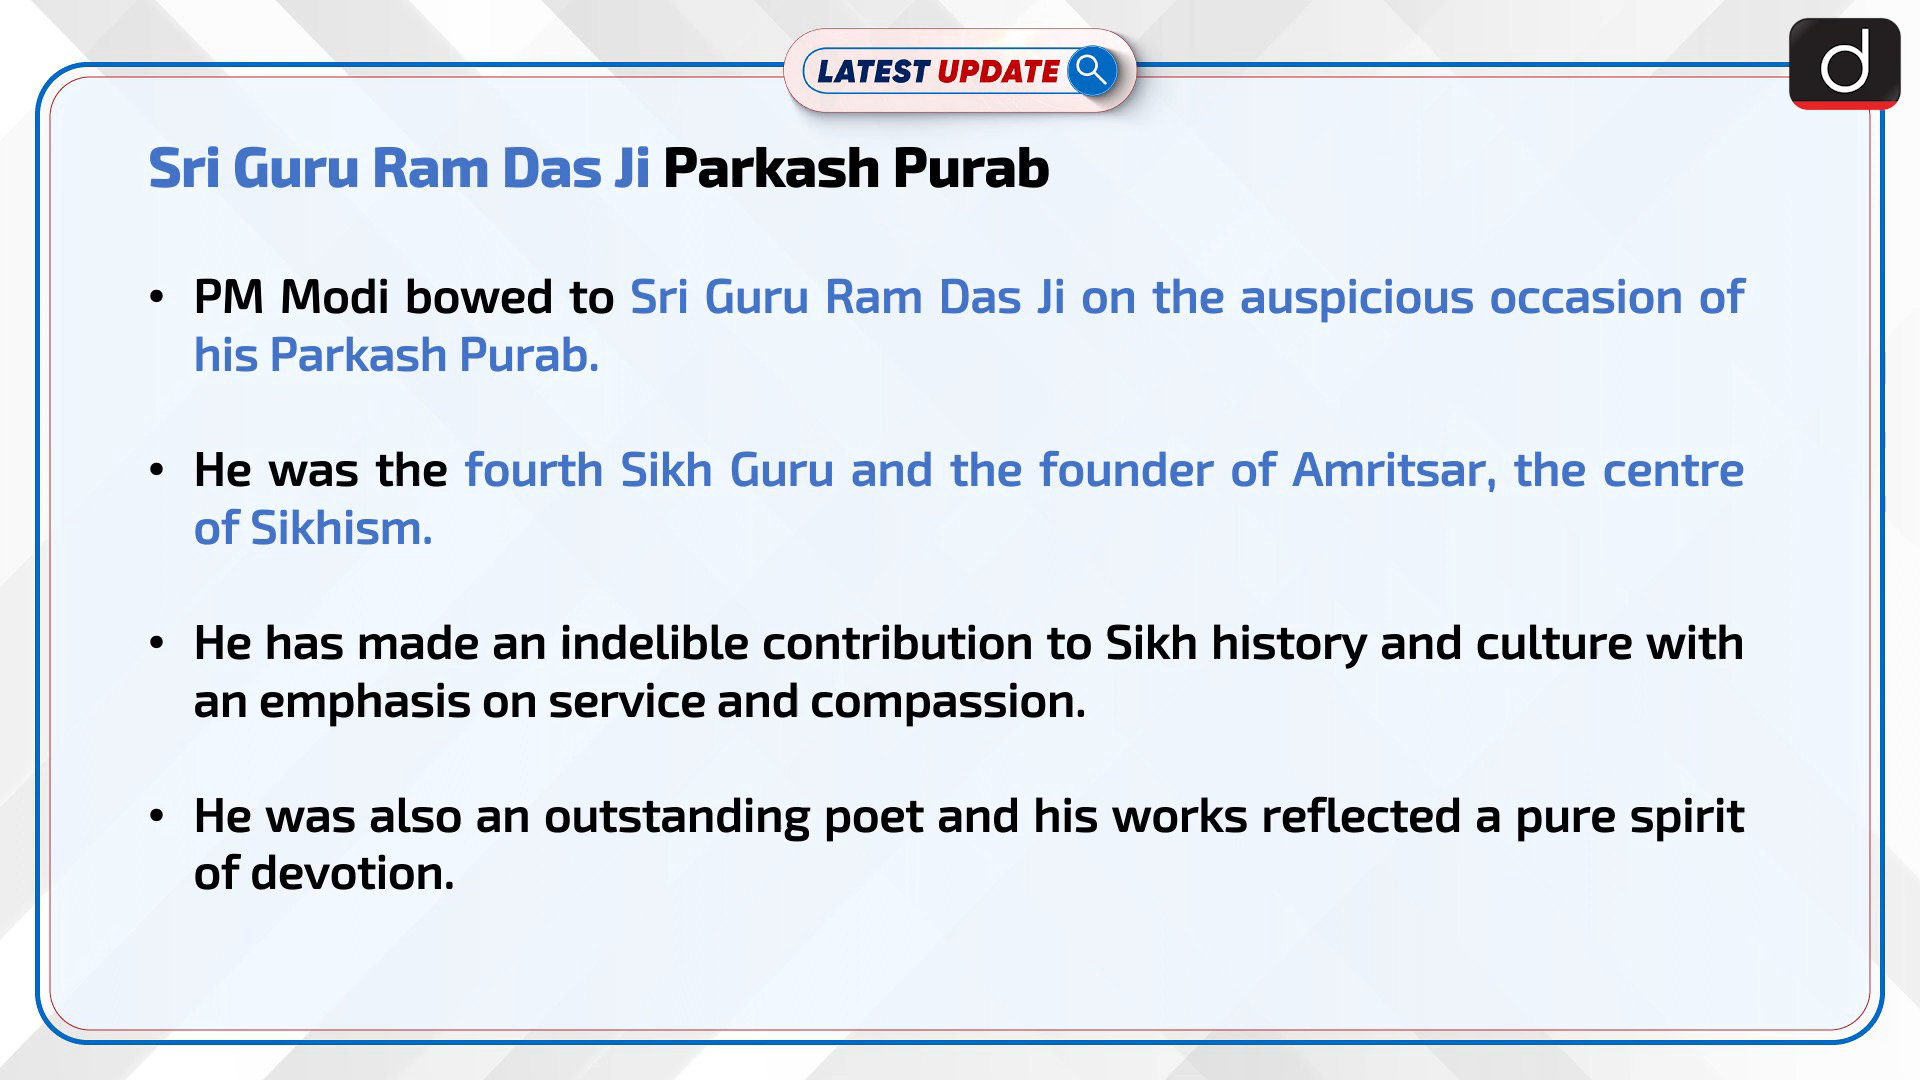 LATEST UPDATE
d
Sri Guru Ram Das Ji Parkash Purab
• PM Modi bowed to Sri Guru Ram Das Ji on the auspicious occasion of
his Parkash Purab.
• He was the fourth Sikh Guru and the founder of Amritsar, the centre
of Sikhism.
• He has made an indelible contribution to Sikh history and culture with
an emphasis on service and compassion.
• He was also an outstanding poet and his works reflected a pure spirit
of devotion.